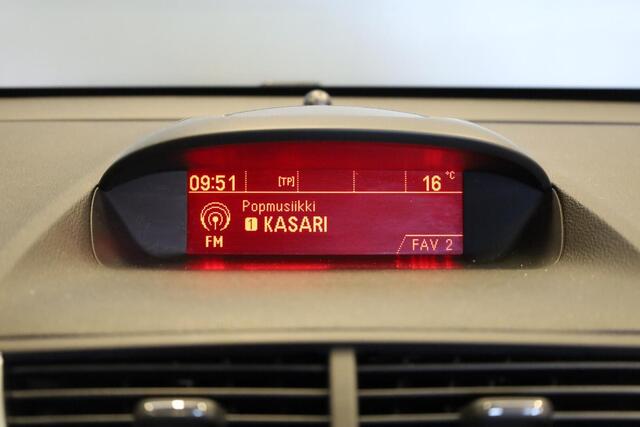 09:51 [TP] 16 °C
Popmusiikki
1 KASARI
FM
FAV 2